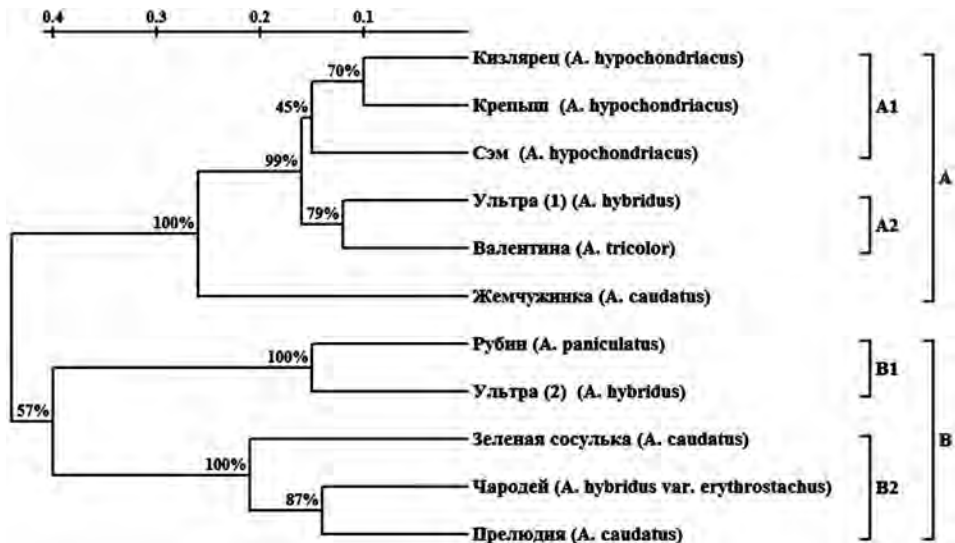 0.4 0.3 0.2 0.1
Кизлярец (A. hypochondriacus)
70%
Крепыш (A. hypochondriacus)
45%
A1
Сэм (A. hypochondriacus)
99%
A
Ультра (1) (A. hybridus)
79%
A2
100%
Валентина (A. tricolor)
Жемчужинка (A. caudatus)
Рубин (A. paniculatus)
100%
B1
Ультра (2) (A. hybridus)
57%
Зеленая сосулька (A. caudatus)
B
100%
Чародей (A. hybridus var. erythrostachus)
B2
87%
Прелюдия (A. caudatus)